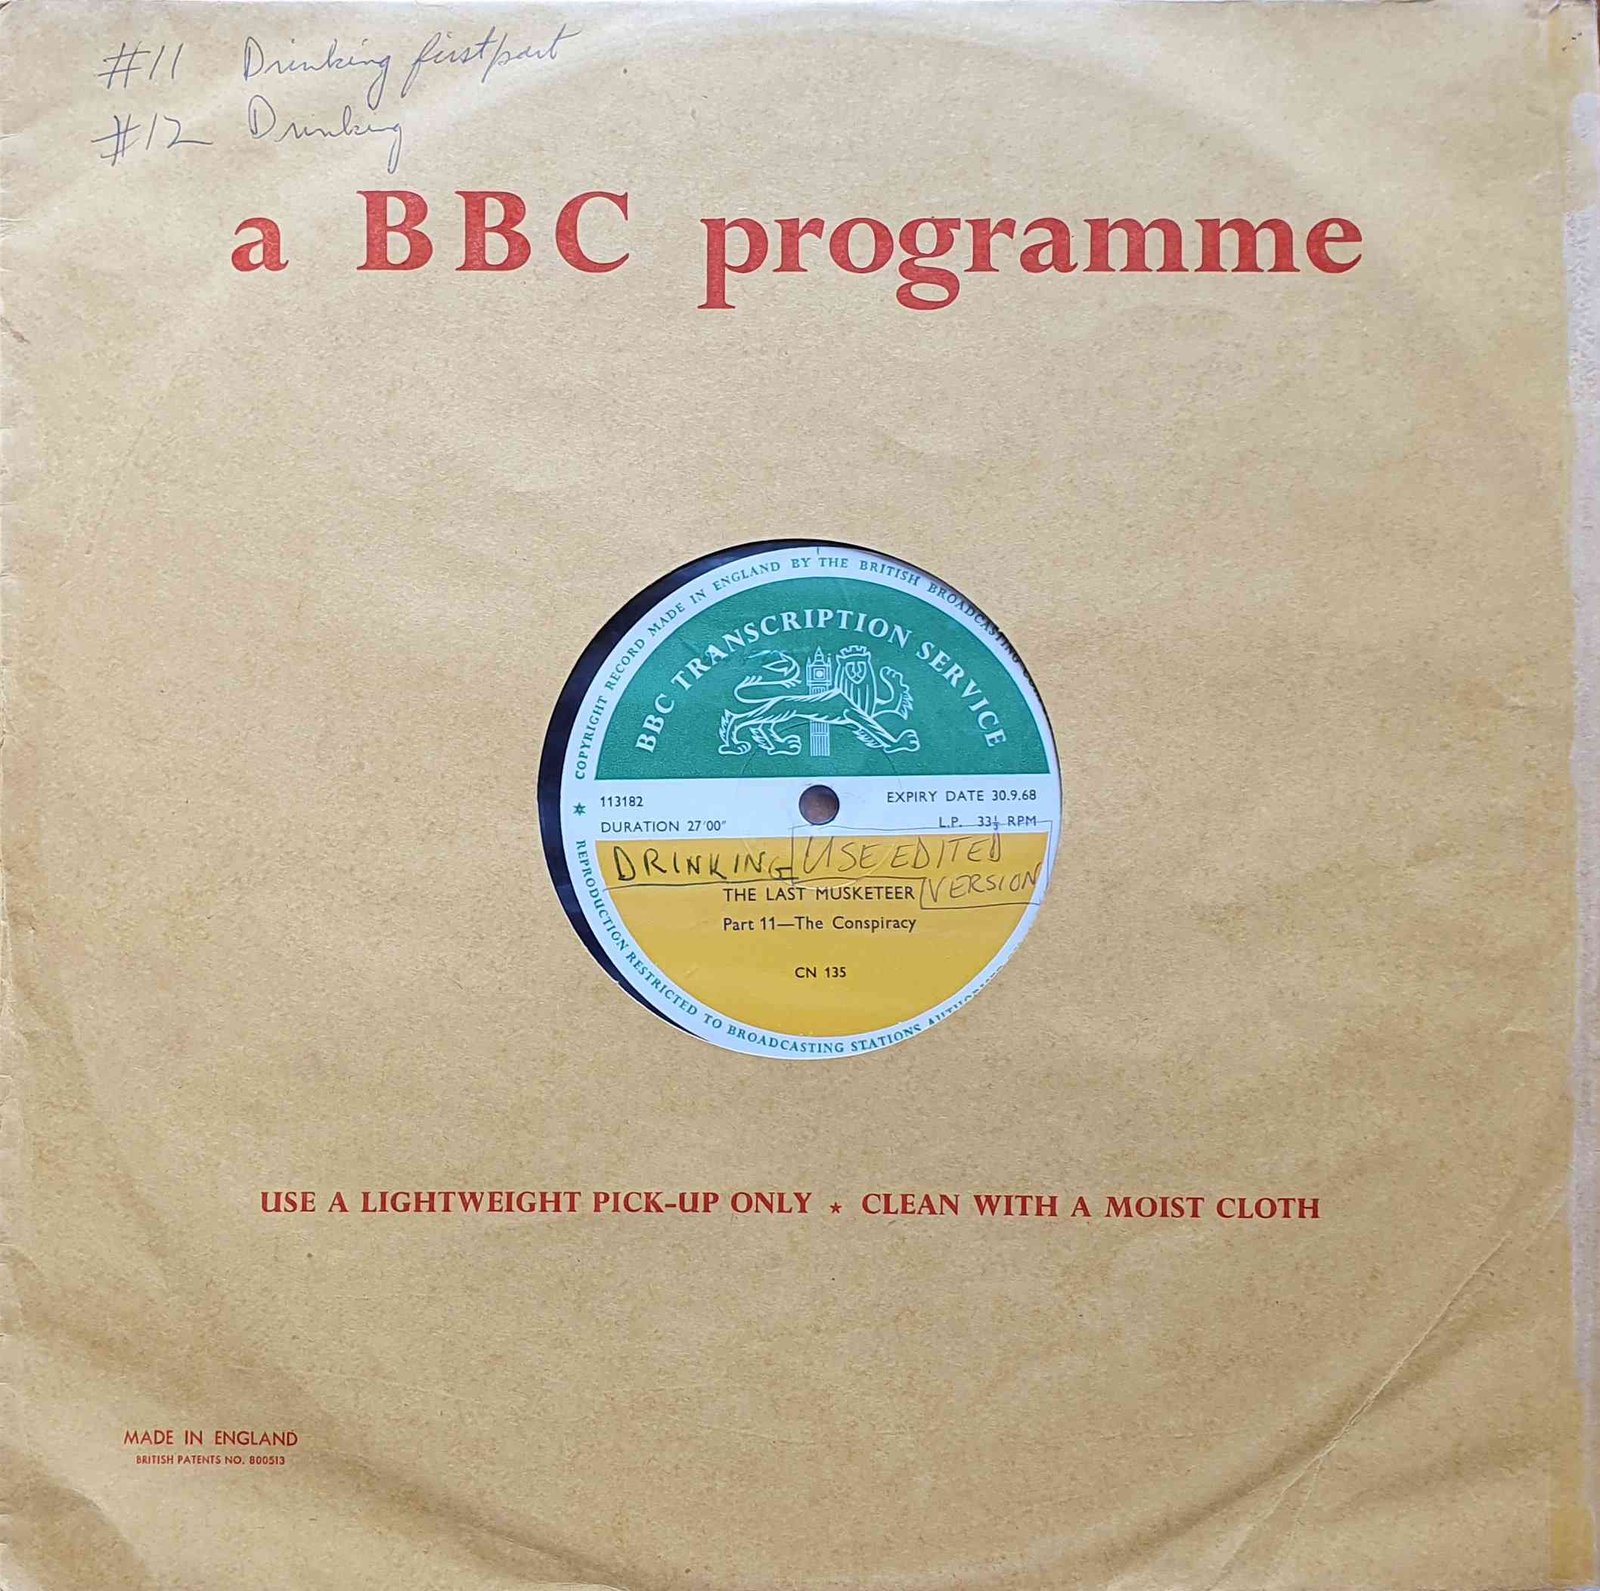 #11 Drinking first part
#12 Drinking
a BBC programme
COPYRIGHT RECORD MADE IN ENGLAND BY THE BRITISH BROADCASTING
BBC TRANSCRIPTION SERVICE
113182
EXPIRY DATE 30.9.68
DURATION 27'00"
L.P. 33⅓ RPM
DRINKING USE EDITED
VERSION
THE LAST MUSKETEER
Part 11—The Conspiracy
CN 135
REPRODUCTION RESTRICTED TO BROADCASTING STATIONS
USE A LIGHTWEIGHT PICK-UP ONLY ★ CLEAN WITH A MOIST CLOTH
MADE IN ENGLAND
BRITISH PATENTS NO. 800513